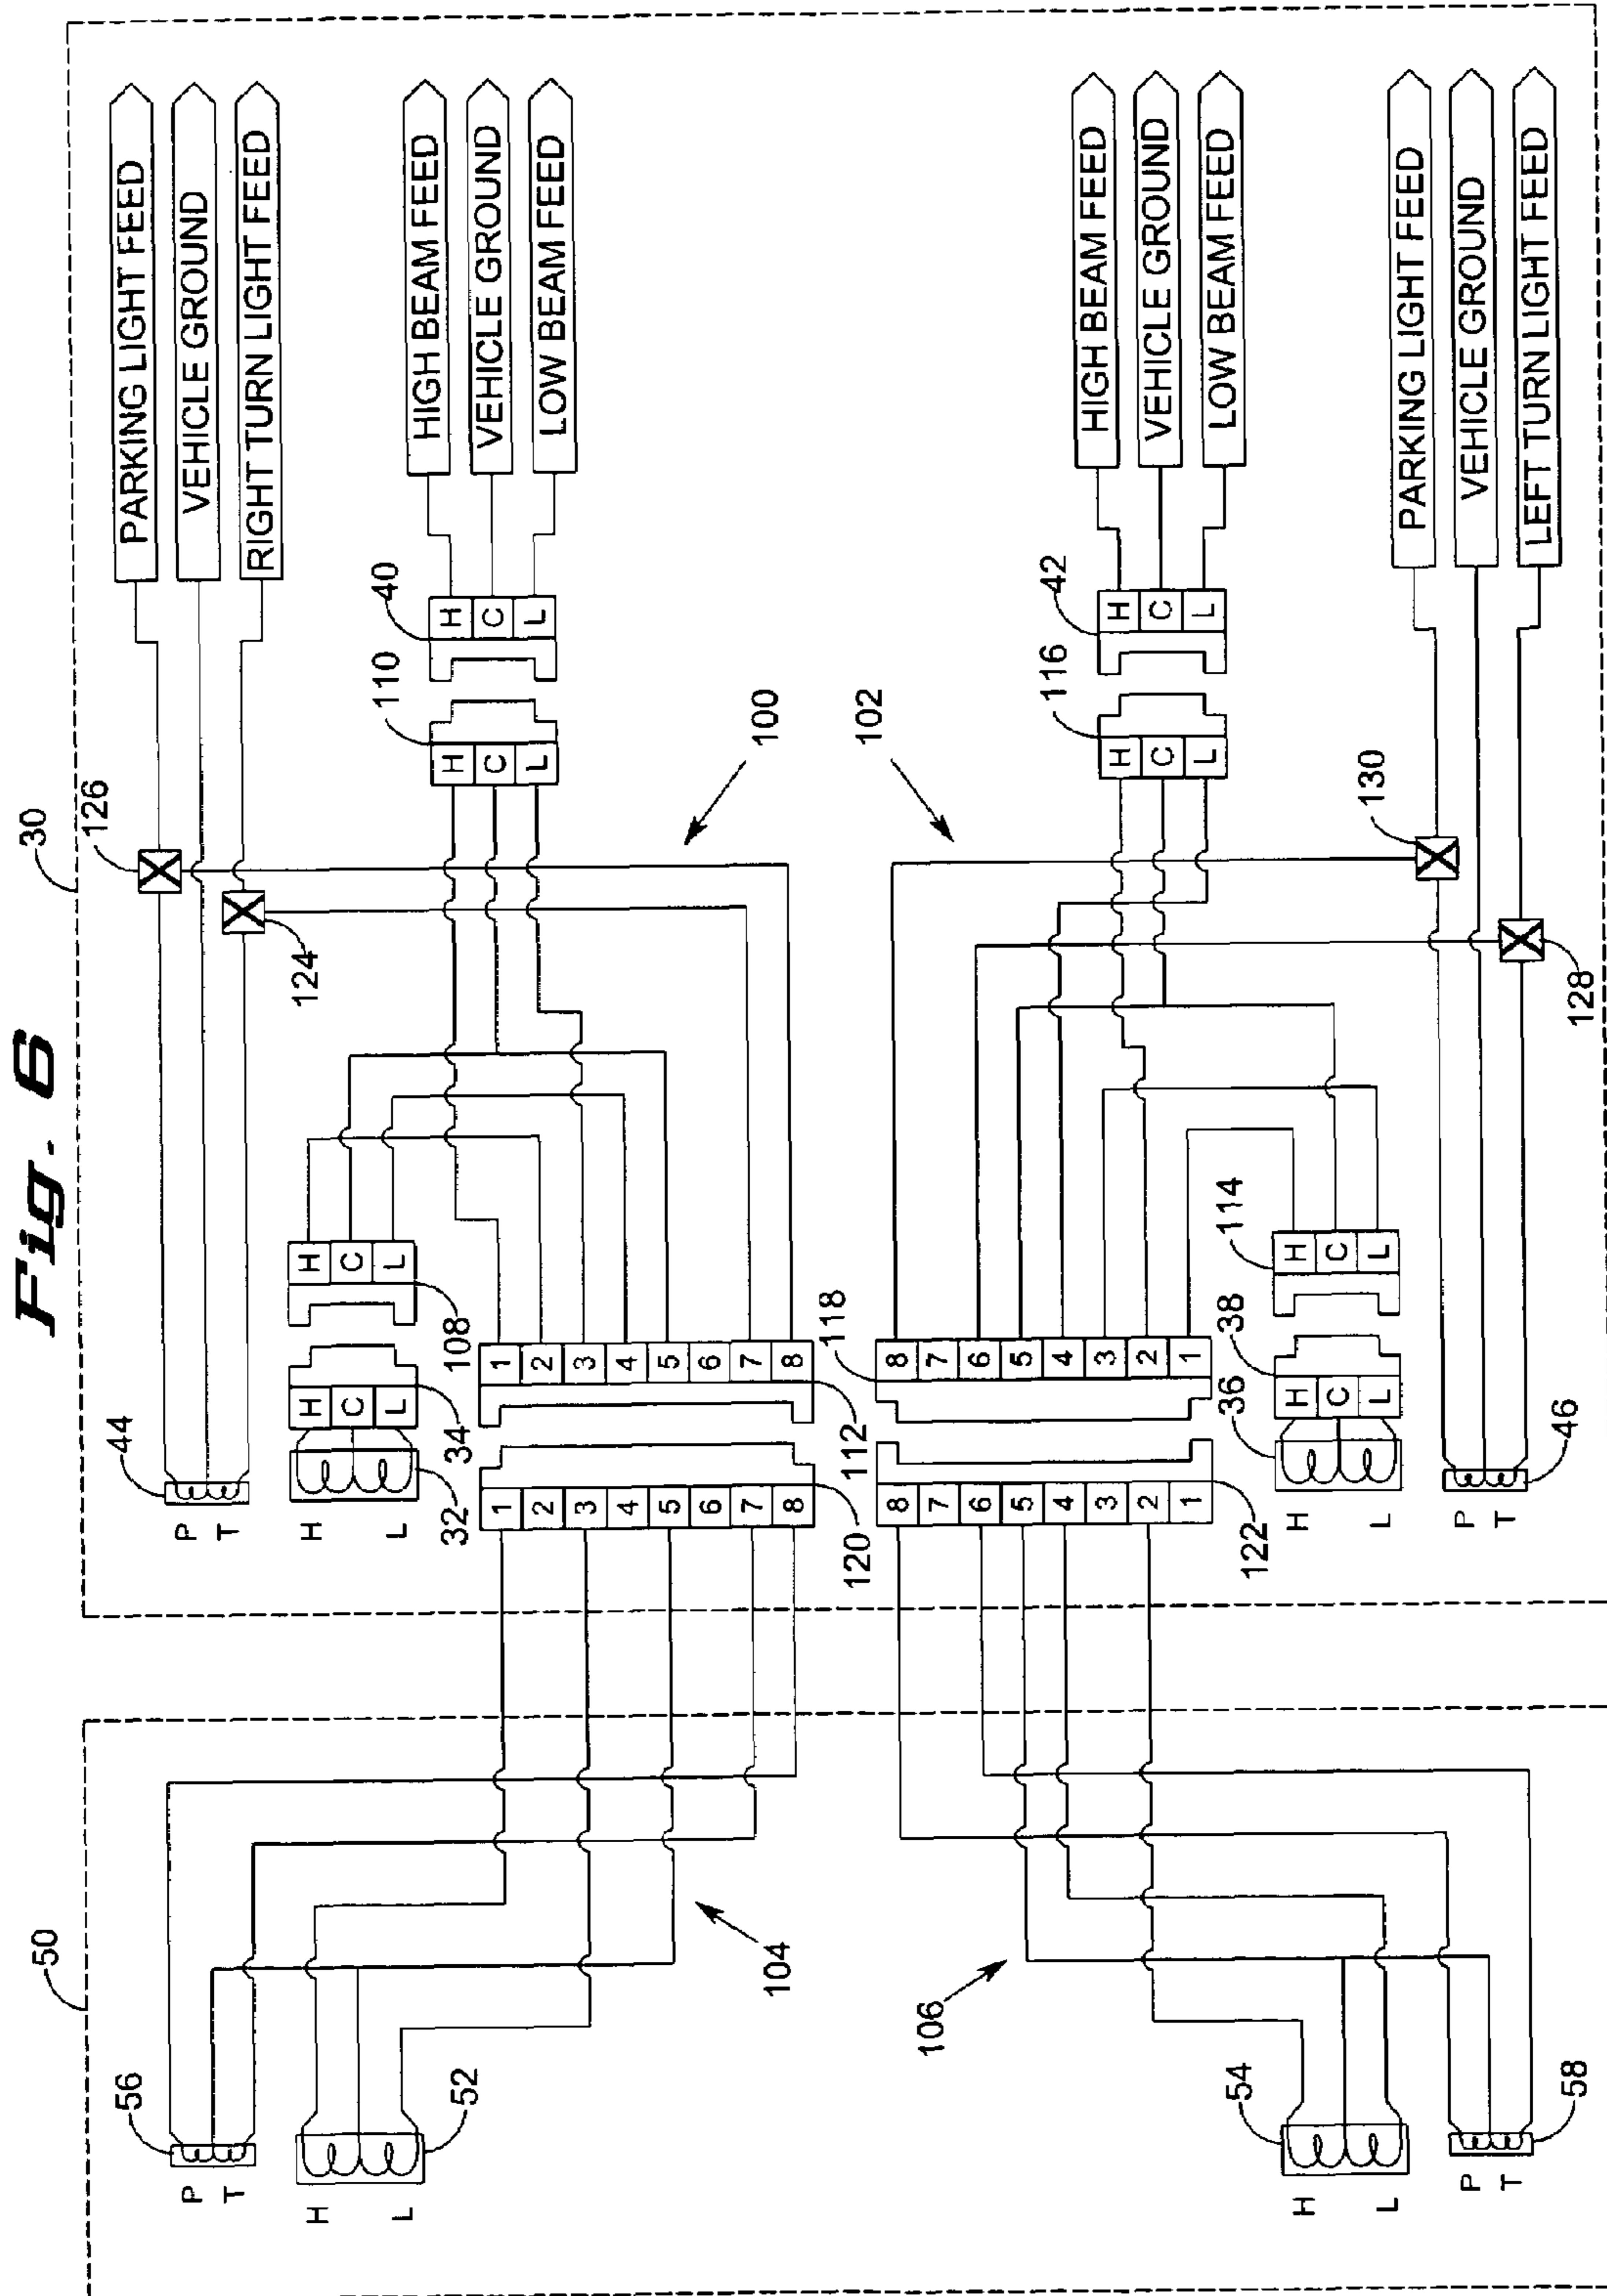 Fig. 6
30
50
PARKING LIGHT FEED
VEHICLE GROUND
RIGHT TURN LIGHT FEED
126
124
44
P
T
56
P
T
HIGH BEAM FEED
VEHICLE GROUND
LOW BEAM FEED
40
H
C
L
110
H
C
L
100
108
H
C
L
34
H
C
L
32
H
L
52
H
L
112
1
2
3
4
5
6
7
8
120
1
2
3
4
5
6
7
8
104
102
118
8
7
6
5
4
3
2
1
122
8
7
6
5
4
3
2
1
106
HIGH BEAM FEED
VEHICLE GROUND
LOW BEAM FEED
42
H
C
L
116
H
C
L
114
H
C
L
38
H
C
L
36
H
L
54
H
L
130
128
PARKING LIGHT FEED
VEHICLE GROUND
LEFT TURN LIGHT FEED
46
P
T
58
P
T